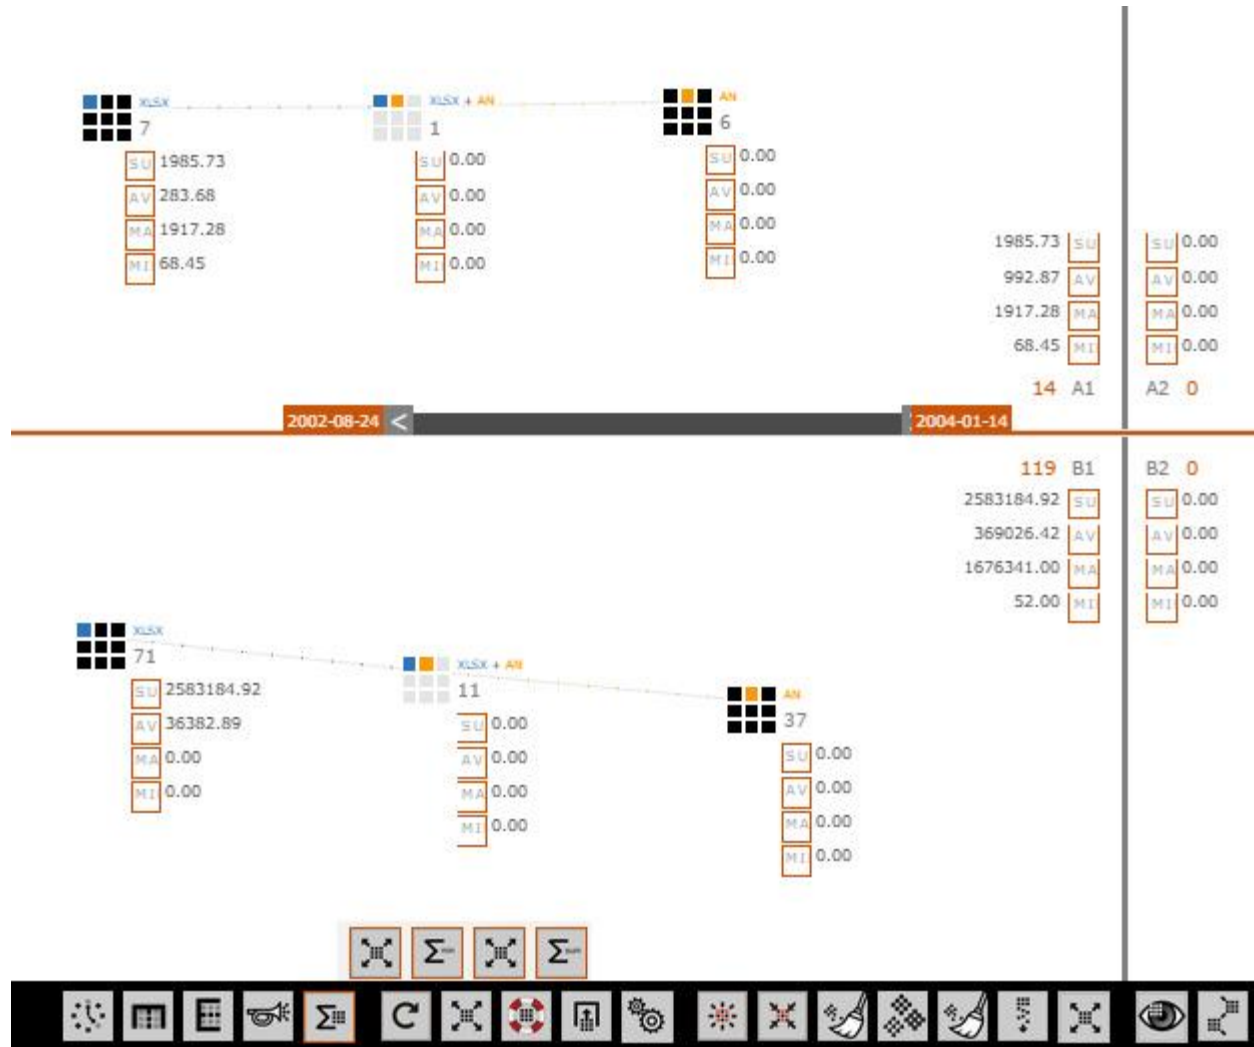 XLSX
7
SU 1985.73
AV 283.68
MA 1917.28
MI 68.45
XLSX + AN
1
SU 0.00
AV 0.00
MA 0.00
MI 0.00
AN
6
SU 0.00
AV 0.00
MA 0.00
MI 0.00
1985.73 SU
992.87 AV
1917.28 MA
68.45 MI
14 A1
SU 0.00
AV 0.00
MA 0.00
MI 0.00
A2 0
2002-08-24 <
2004-01-14
119 B1
2583184.92 SU
369026.42 AV
1676341.00 MA
52.00 MI
B2 0
SU 0.00
AV 0.00
MA 0.00
MI 0.00
XLSX
71
SU 2583184.92
AV 36382.89
MA 0.00
MI 0.00
XLSX + AN
11
SU 0.00
AV 0.00
MA 0.00
MI 0.00
AN
37
SU 0.00
AV 0.00
MA 0.00
MI 0.00
Σ
Σ
Σ